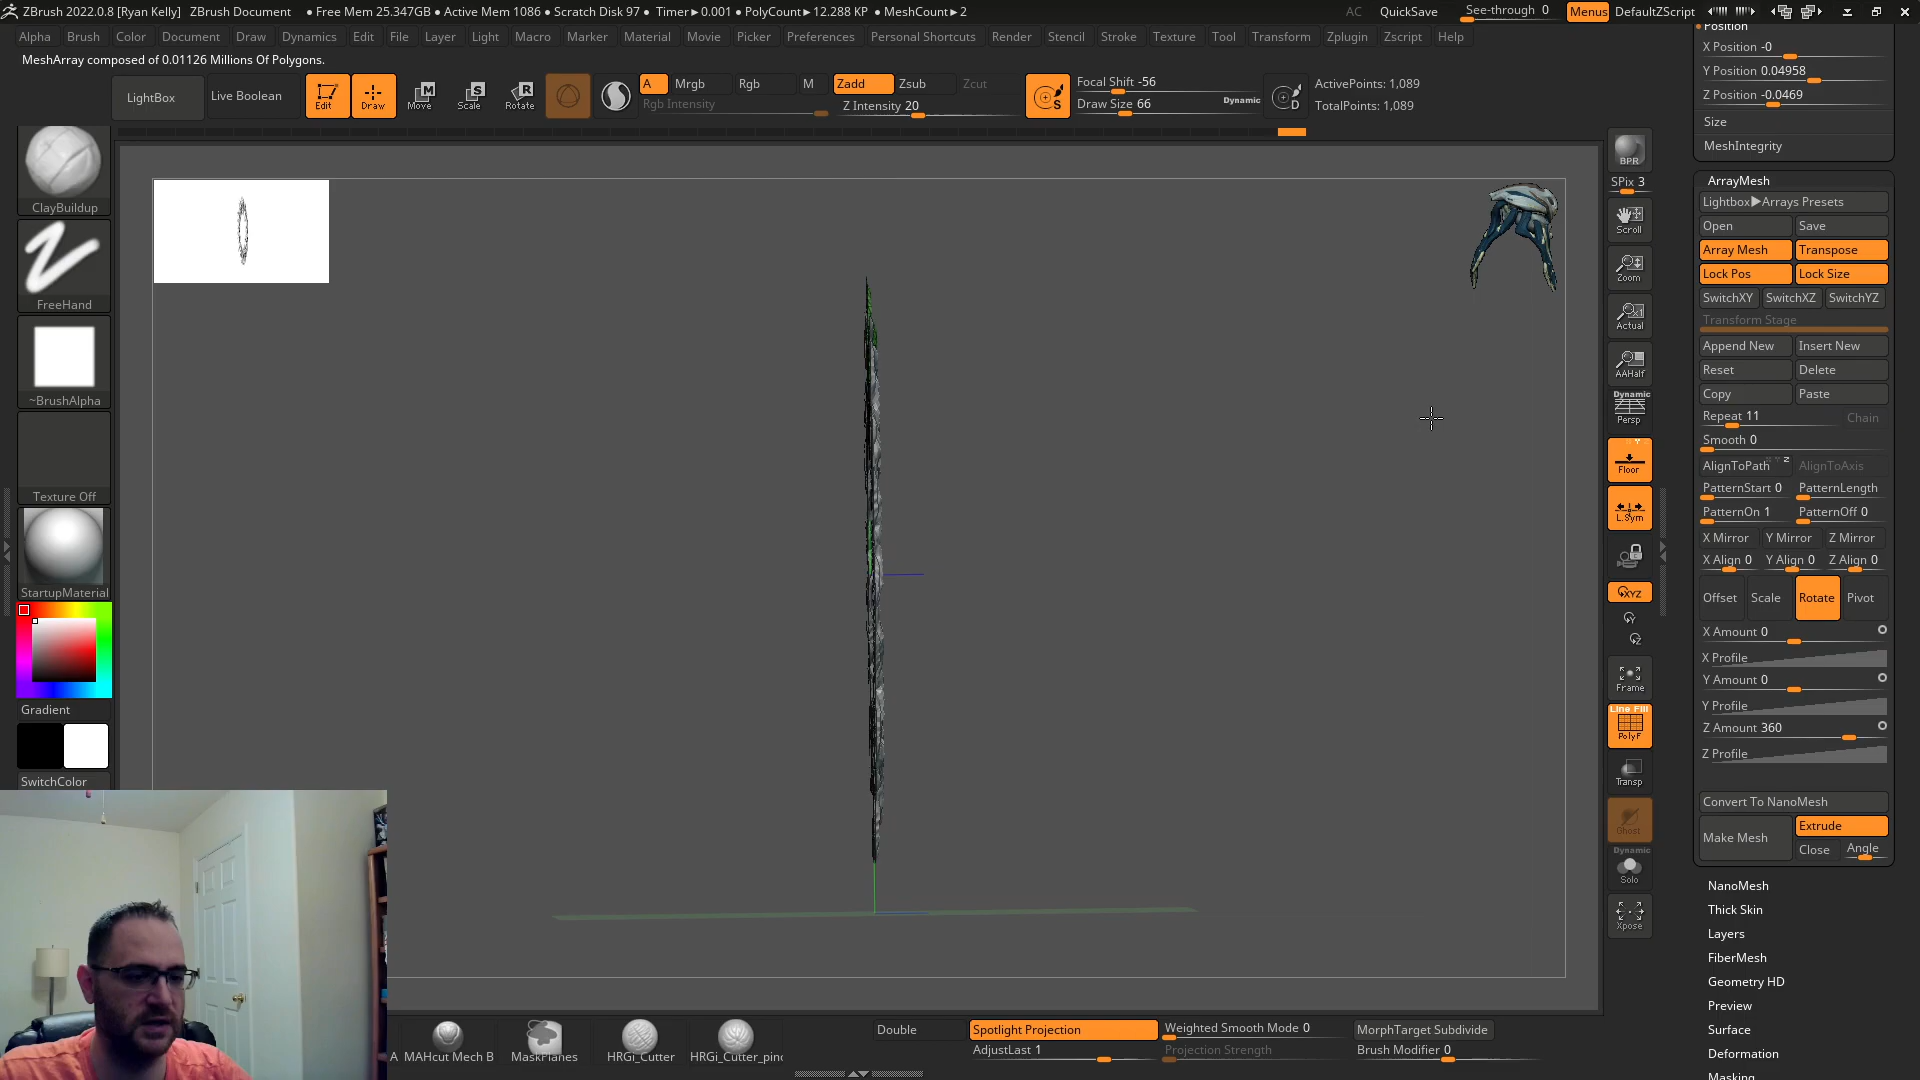 ZBrush 2022.0.8 [Ryan Kelly] ZBrush Document • Free Mem 25.347GB • Active Mem 1086 • Scratch Disk 97 • Timer▶0.001 • PolyCount▶12.288 KP • MeshCount▶2 AC QuickSave See-through 0 Menus DefaultZScript
Alpha Brush Color Document Draw Dynamics Edit File Layer Light Macro Marker Material Movie Picker Preferences Personal Shortcuts Render Stencil Stroke Texture Tool Transform Zplugin Zscript Help
MeshArray composed of 0.01126 Millions Of Polygons.
LightBox Live Boolean Edit Draw Move Scale Rotate
A Mrgb Rgb M Zadd Zsub Zcut
Rgb Intensity Z Intensity 20
Focal Shift -56
Draw Size 66 Dynamic
S
D
ActivePoints: 1,089
TotalPoints: 1,089
ClayBuildup
FreeHand
~BrushAlpha
Texture Off
StartupMaterial
Gradient
SwitchColor
BPR
SPix 3
Scroll
Zoom
Actual
AAHalf
Dynamic
Persp
Floor
L.Sym
XYZ
Y
Z
Frame
Line Fill
PolyF
Transp
Ghost
Dynamic
Solo
Xpose
Position
X Position -0
Y Position 0.04958
Z Position -0.0469
Size
MeshIntegrity
ArrayMesh
Lightbox▶Arrays Presets
Open Save
Array Mesh Transpose
Lock Pos Lock Size
SwitchXY SwitchXZ SwitchYZ
Transform Stage
Append New Insert New
Reset Delete
Copy Paste
Repeat 11 Chain
Smooth 0
AlignToPath AlignToAxis
PatternStart 0 PatternLength
PatternOn 1 PatternOff 0
X Mirror Y Mirror Z Mirror
X Align 0 Y Align 0 Z Align 0
Offset Scale Rotate Pivot
X Amount 0
X Profile
Y Amount 0
Y Profile
Z Amount 360
Z Profile
Convert To NanoMesh
Make Mesh Extrude
Close Angle
NanoMesh
Thick Skin
Layers
FiberMesh
Geometry HD
Preview
Surface
Deformation
Masking
A MAHcut Mech B MaskPlanes HRGi_Cutter HRGi_Cutter_pinc
Double Spotlight Projection Weighted Smooth Mode 0 MorphTarget Subdivide
AdjustLast 1 Projection Strength Brush Modifier 0